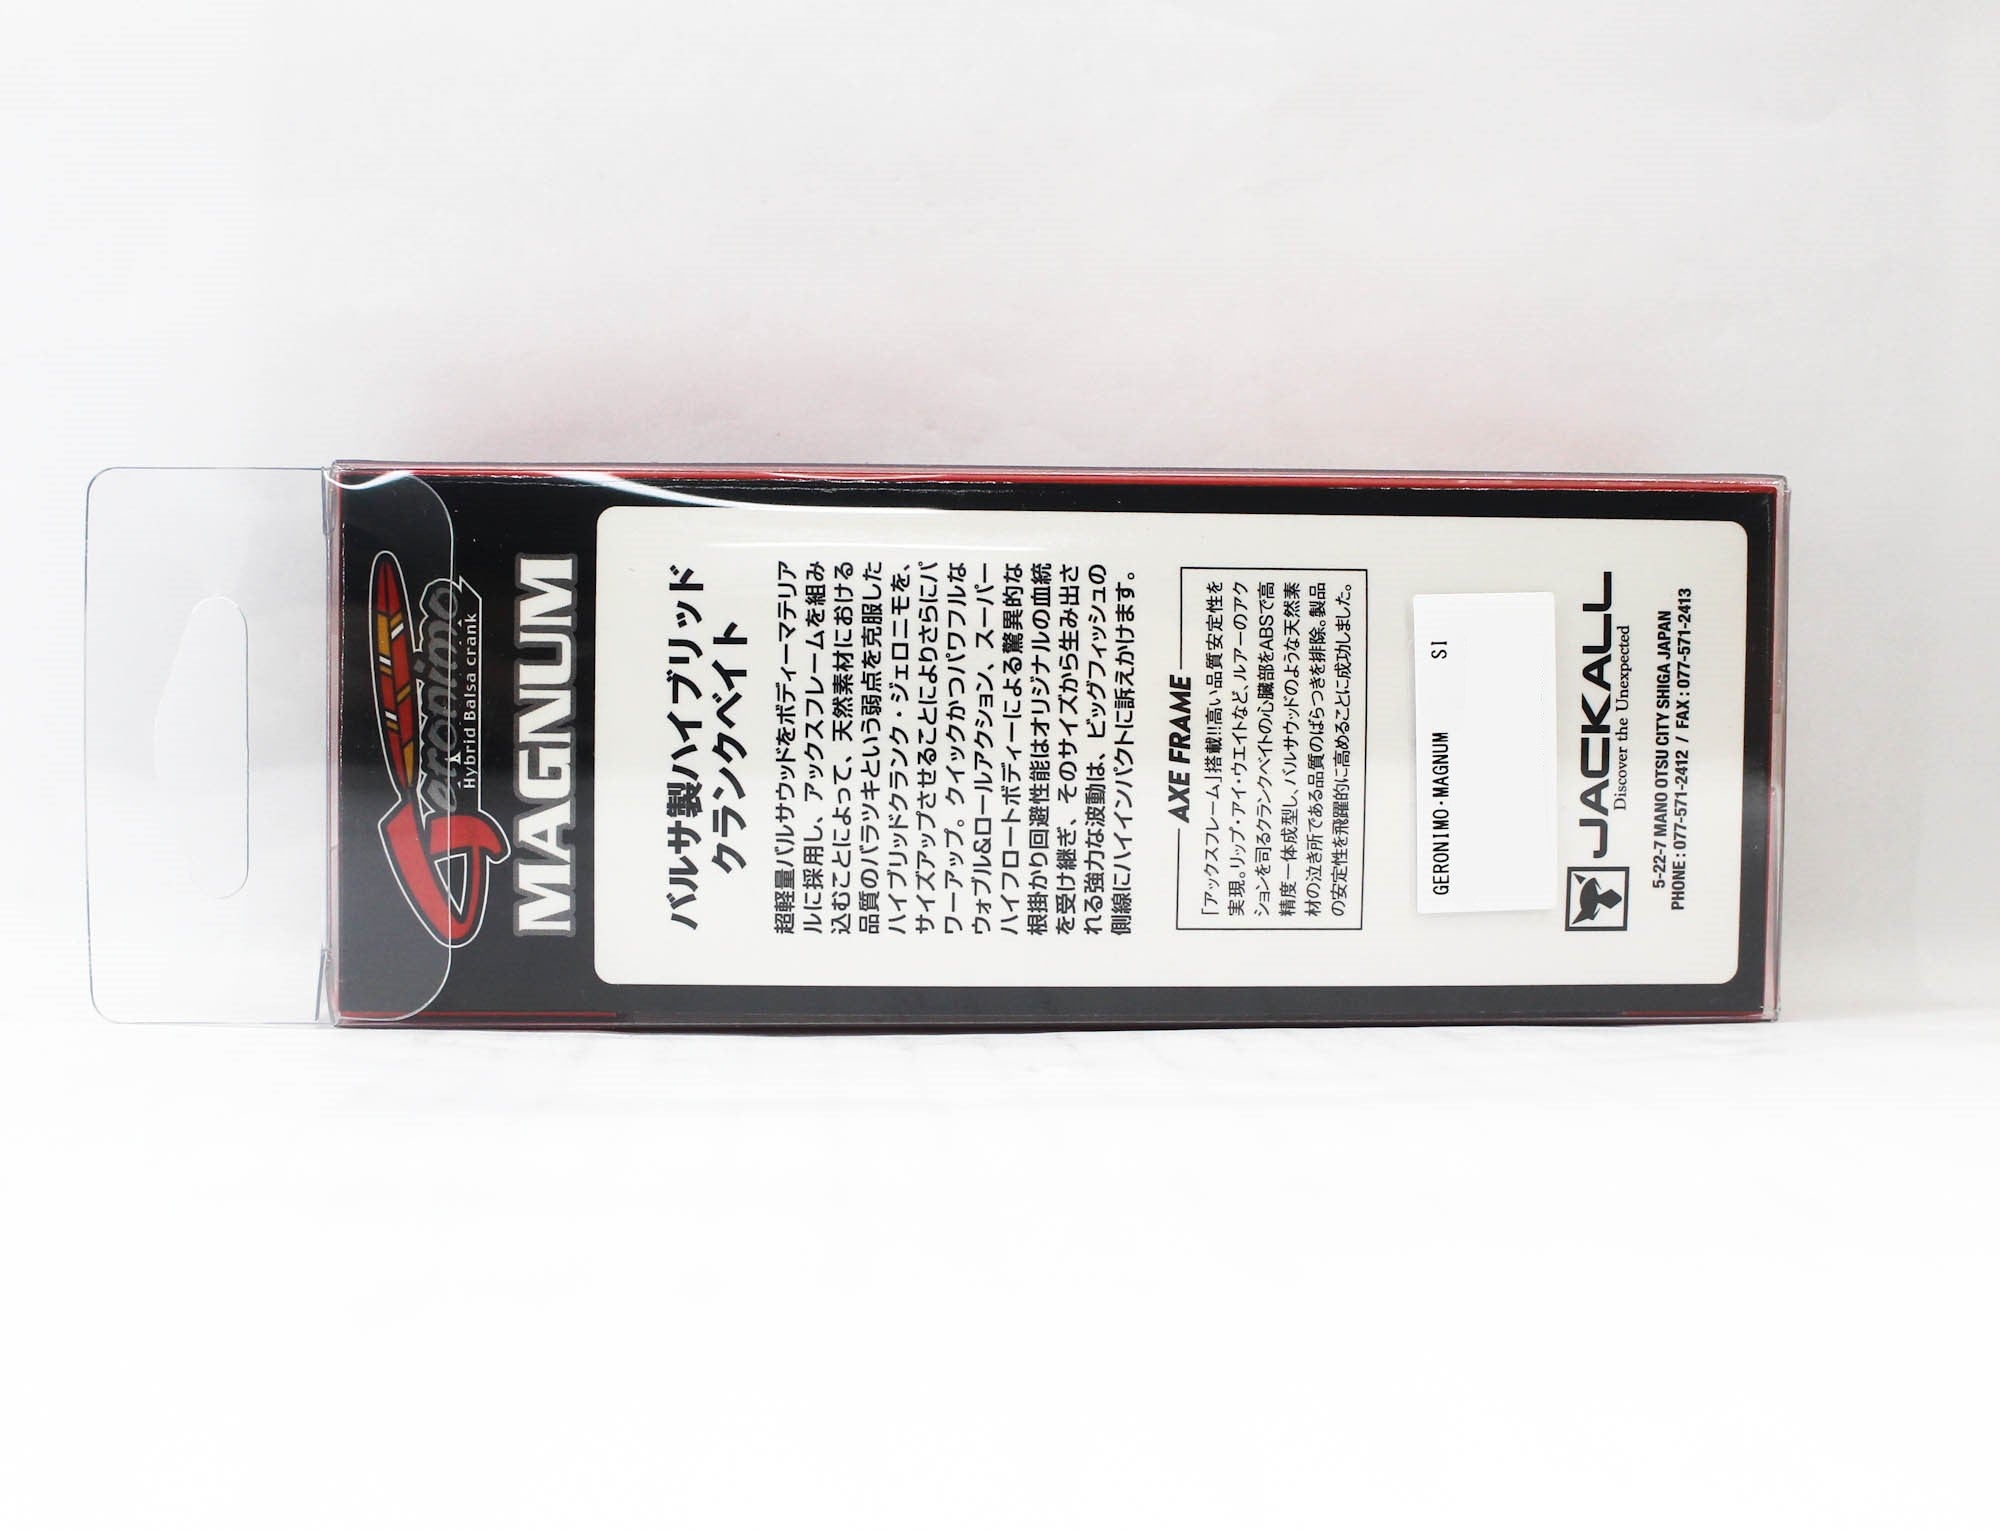 Geronimo
Hybrid Balsa crank
MAGNUM
バルサ製ハイブリッド
クランクベイト
超軽量バルサウッドをボディーマテリア
ルに採用し、アックスフレームを組み
込むことによって、天然素材における
品質のバラツキという弱点を克服した
ハイブリッドクランク・ジェロニモを、
サイズアップさせることによりさらにパ
ワーアップ。クイックかつパワフルな
ウォブル&ロールアクション、スーパー
ハイフロートボディーによる驚異的な
根掛かり回避性能はオリジナルの血統
を受け継ぎ、そのサイズから生み出さ
れる強力な波動は、ビッグフィッシュの
側線にハイインパクトに訴えかけます。
AXE FRAME
「アックスフレーム」搭載!!高い品質安定性を
実現。リップ・アイ・ウエイトなど、ルアーのアク
ションを司るクランクベイトの心臓部をABSで高
精度一体成型し、バルサウッドのような天然素
材の泣き所である品質のばらつきを排除。製品
の安定性を飛躍的に高めることに成功しました。
GERONIMO・MAGNUM SI
JACKALL
Discover the Unexpected
5-22-7 MANO OTSU CITY SHIGA JAPAN
PHONE : 077-571-2412 / FAX : 077-571-2413